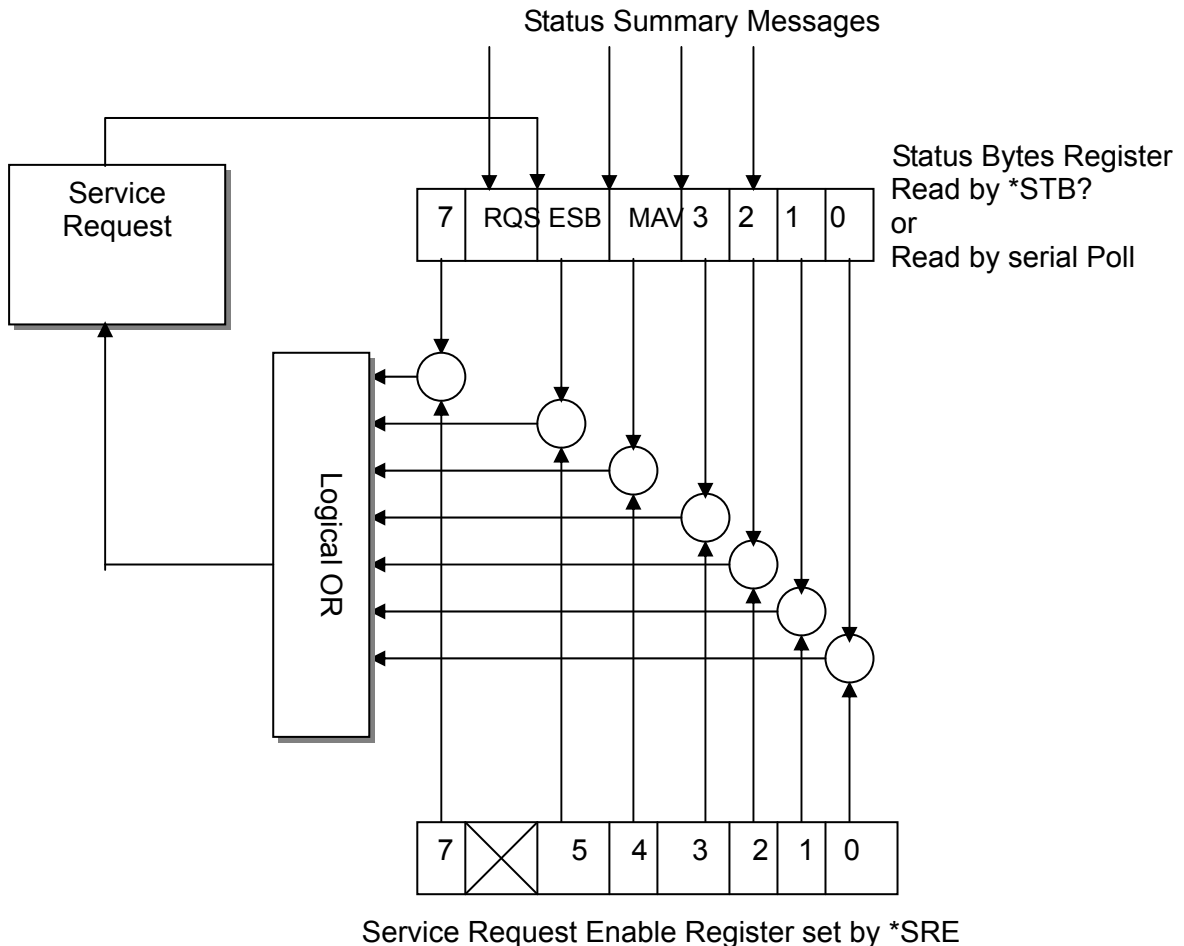 Status Summary Messages
Service
Request
Status Bytes Register
Read by *STB?
or
Read by serial Poll
7 RQS ESB MAV 3 2 1 0
Logical OR
7 5 4 3 2 1 0
Service Request Enable Register set by *SRE